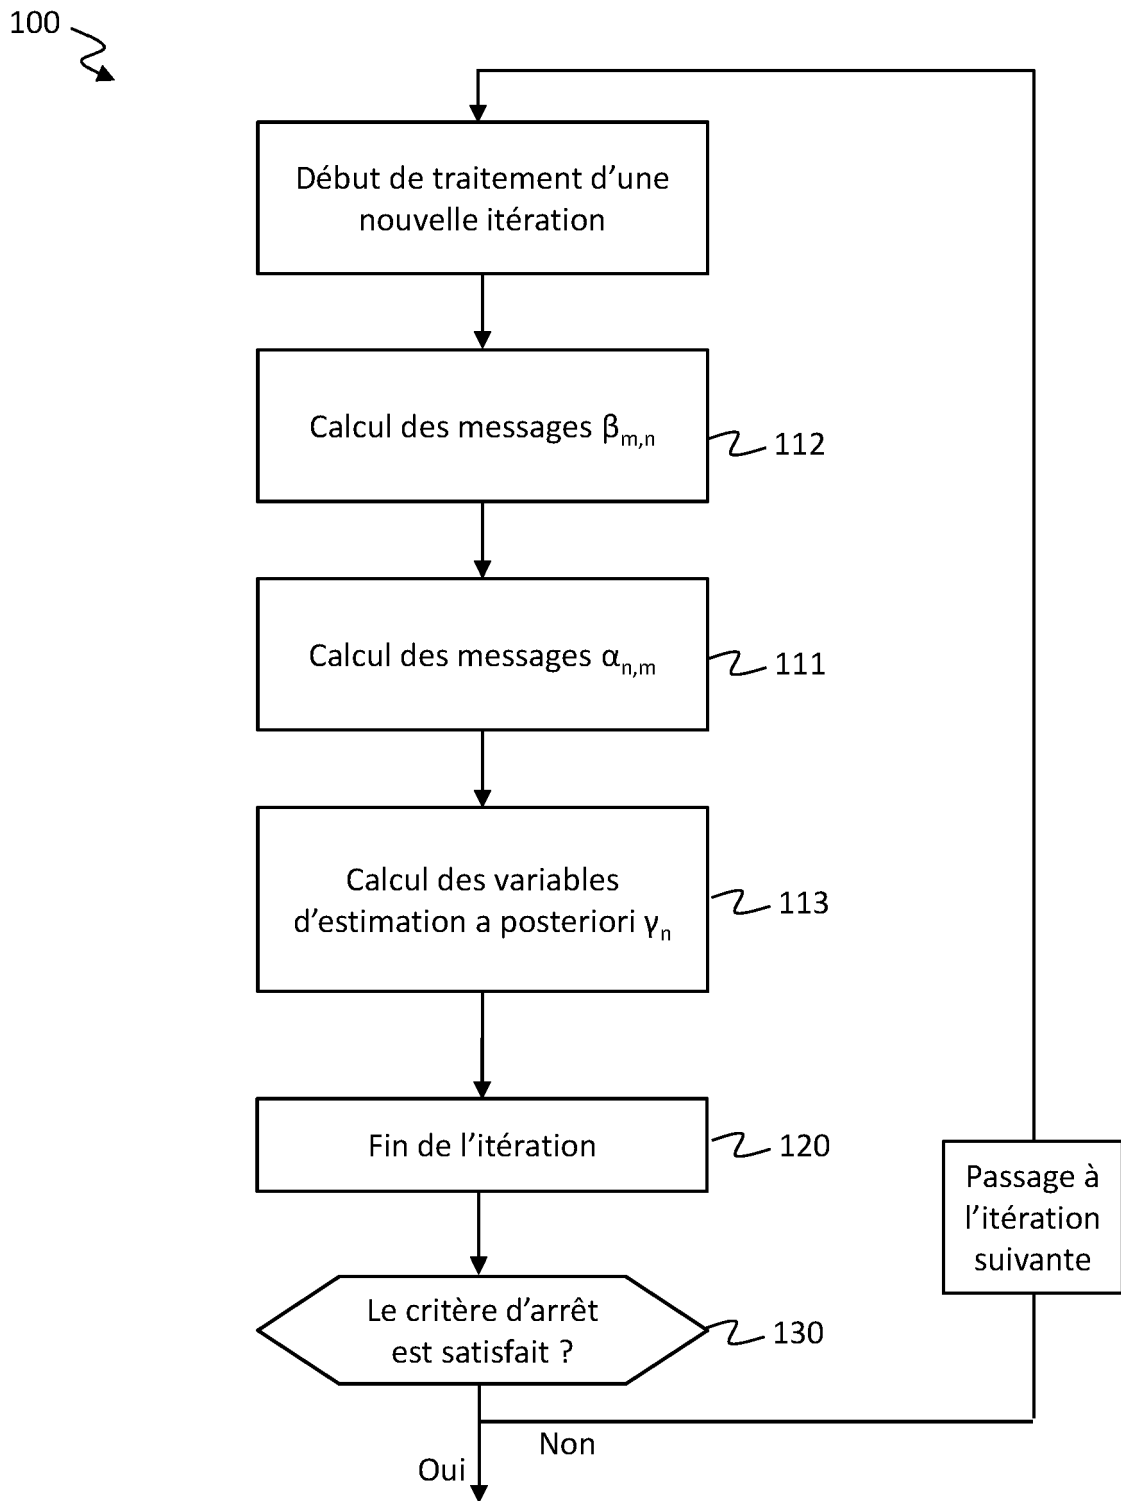 100
Début de traitement d'une
nouvelle itération
Calcul des messages βm,n
112
Calcul des messages αn,m
111
Calcul des variables
d'estimation a posteriori γn
113
Fin de l'itération
120
Passage à
l'itération
suivante
Le critère d'arrêt
est satisfait ?
130
Non
Oui